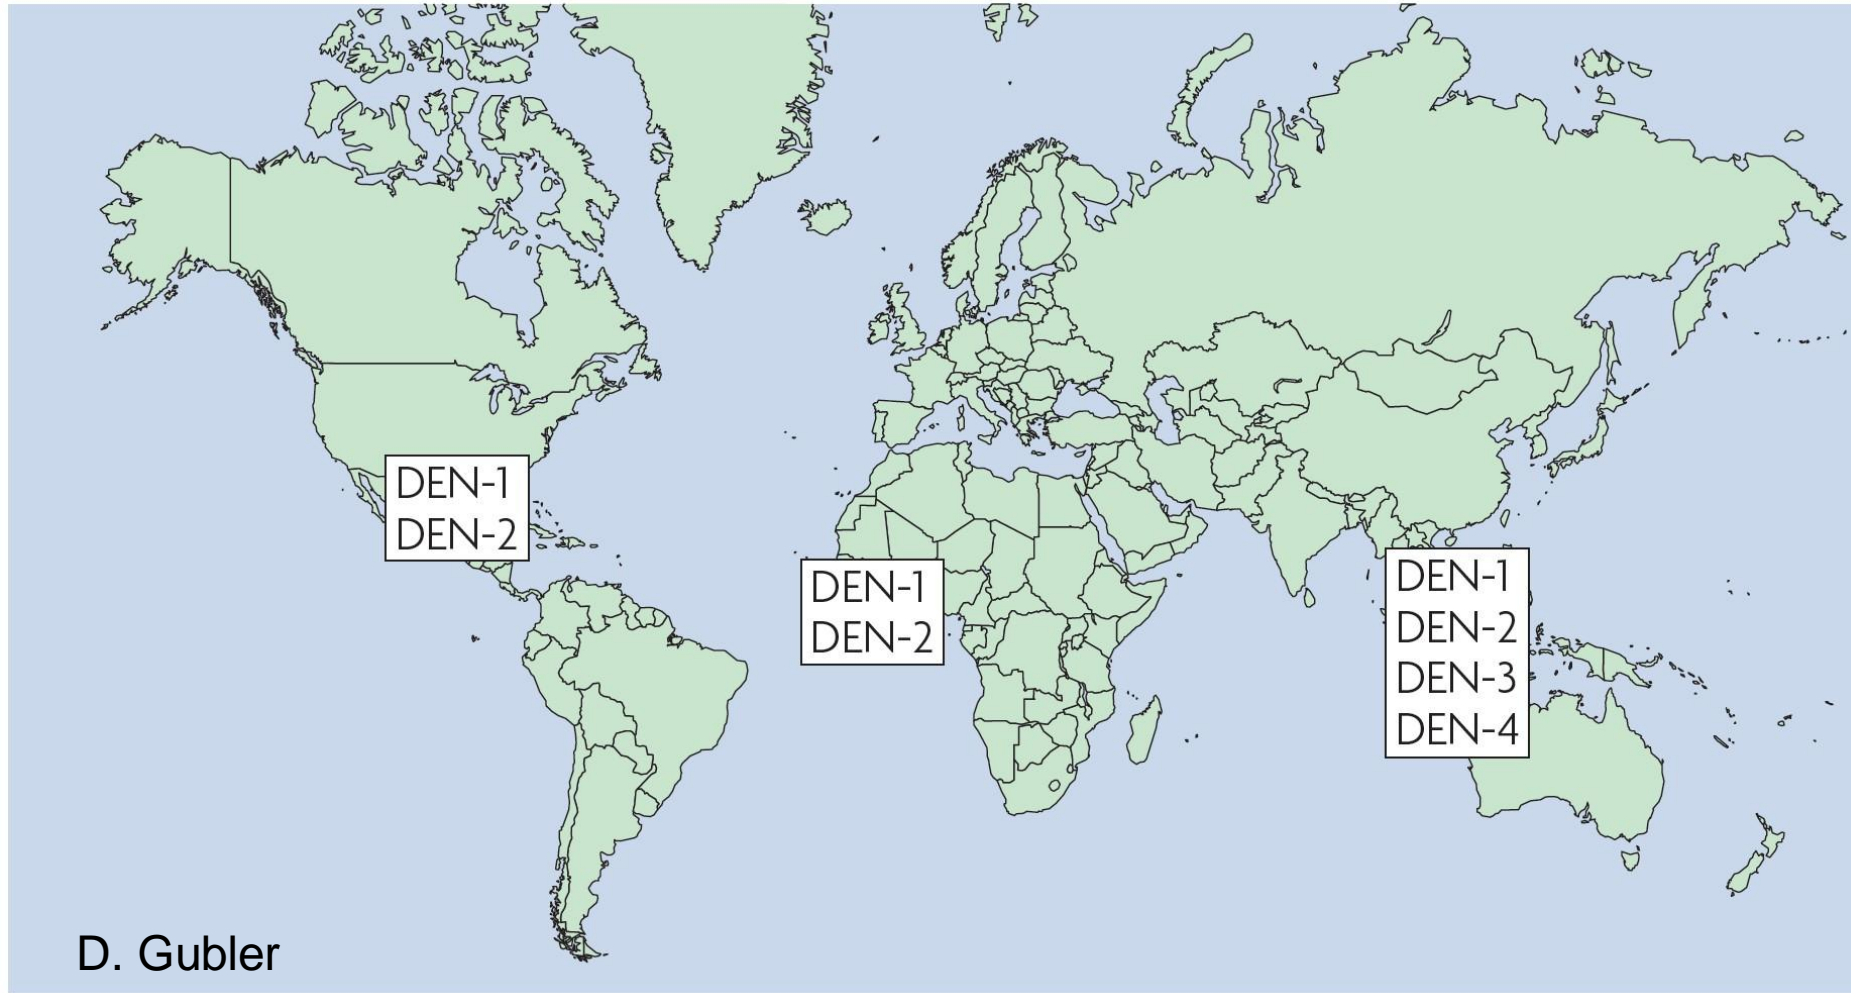 DEN-1
DEN-2
DEN-1
DEN-2
DEN-1
DEN-2
DEN-3
DEN-4
D. Gubler